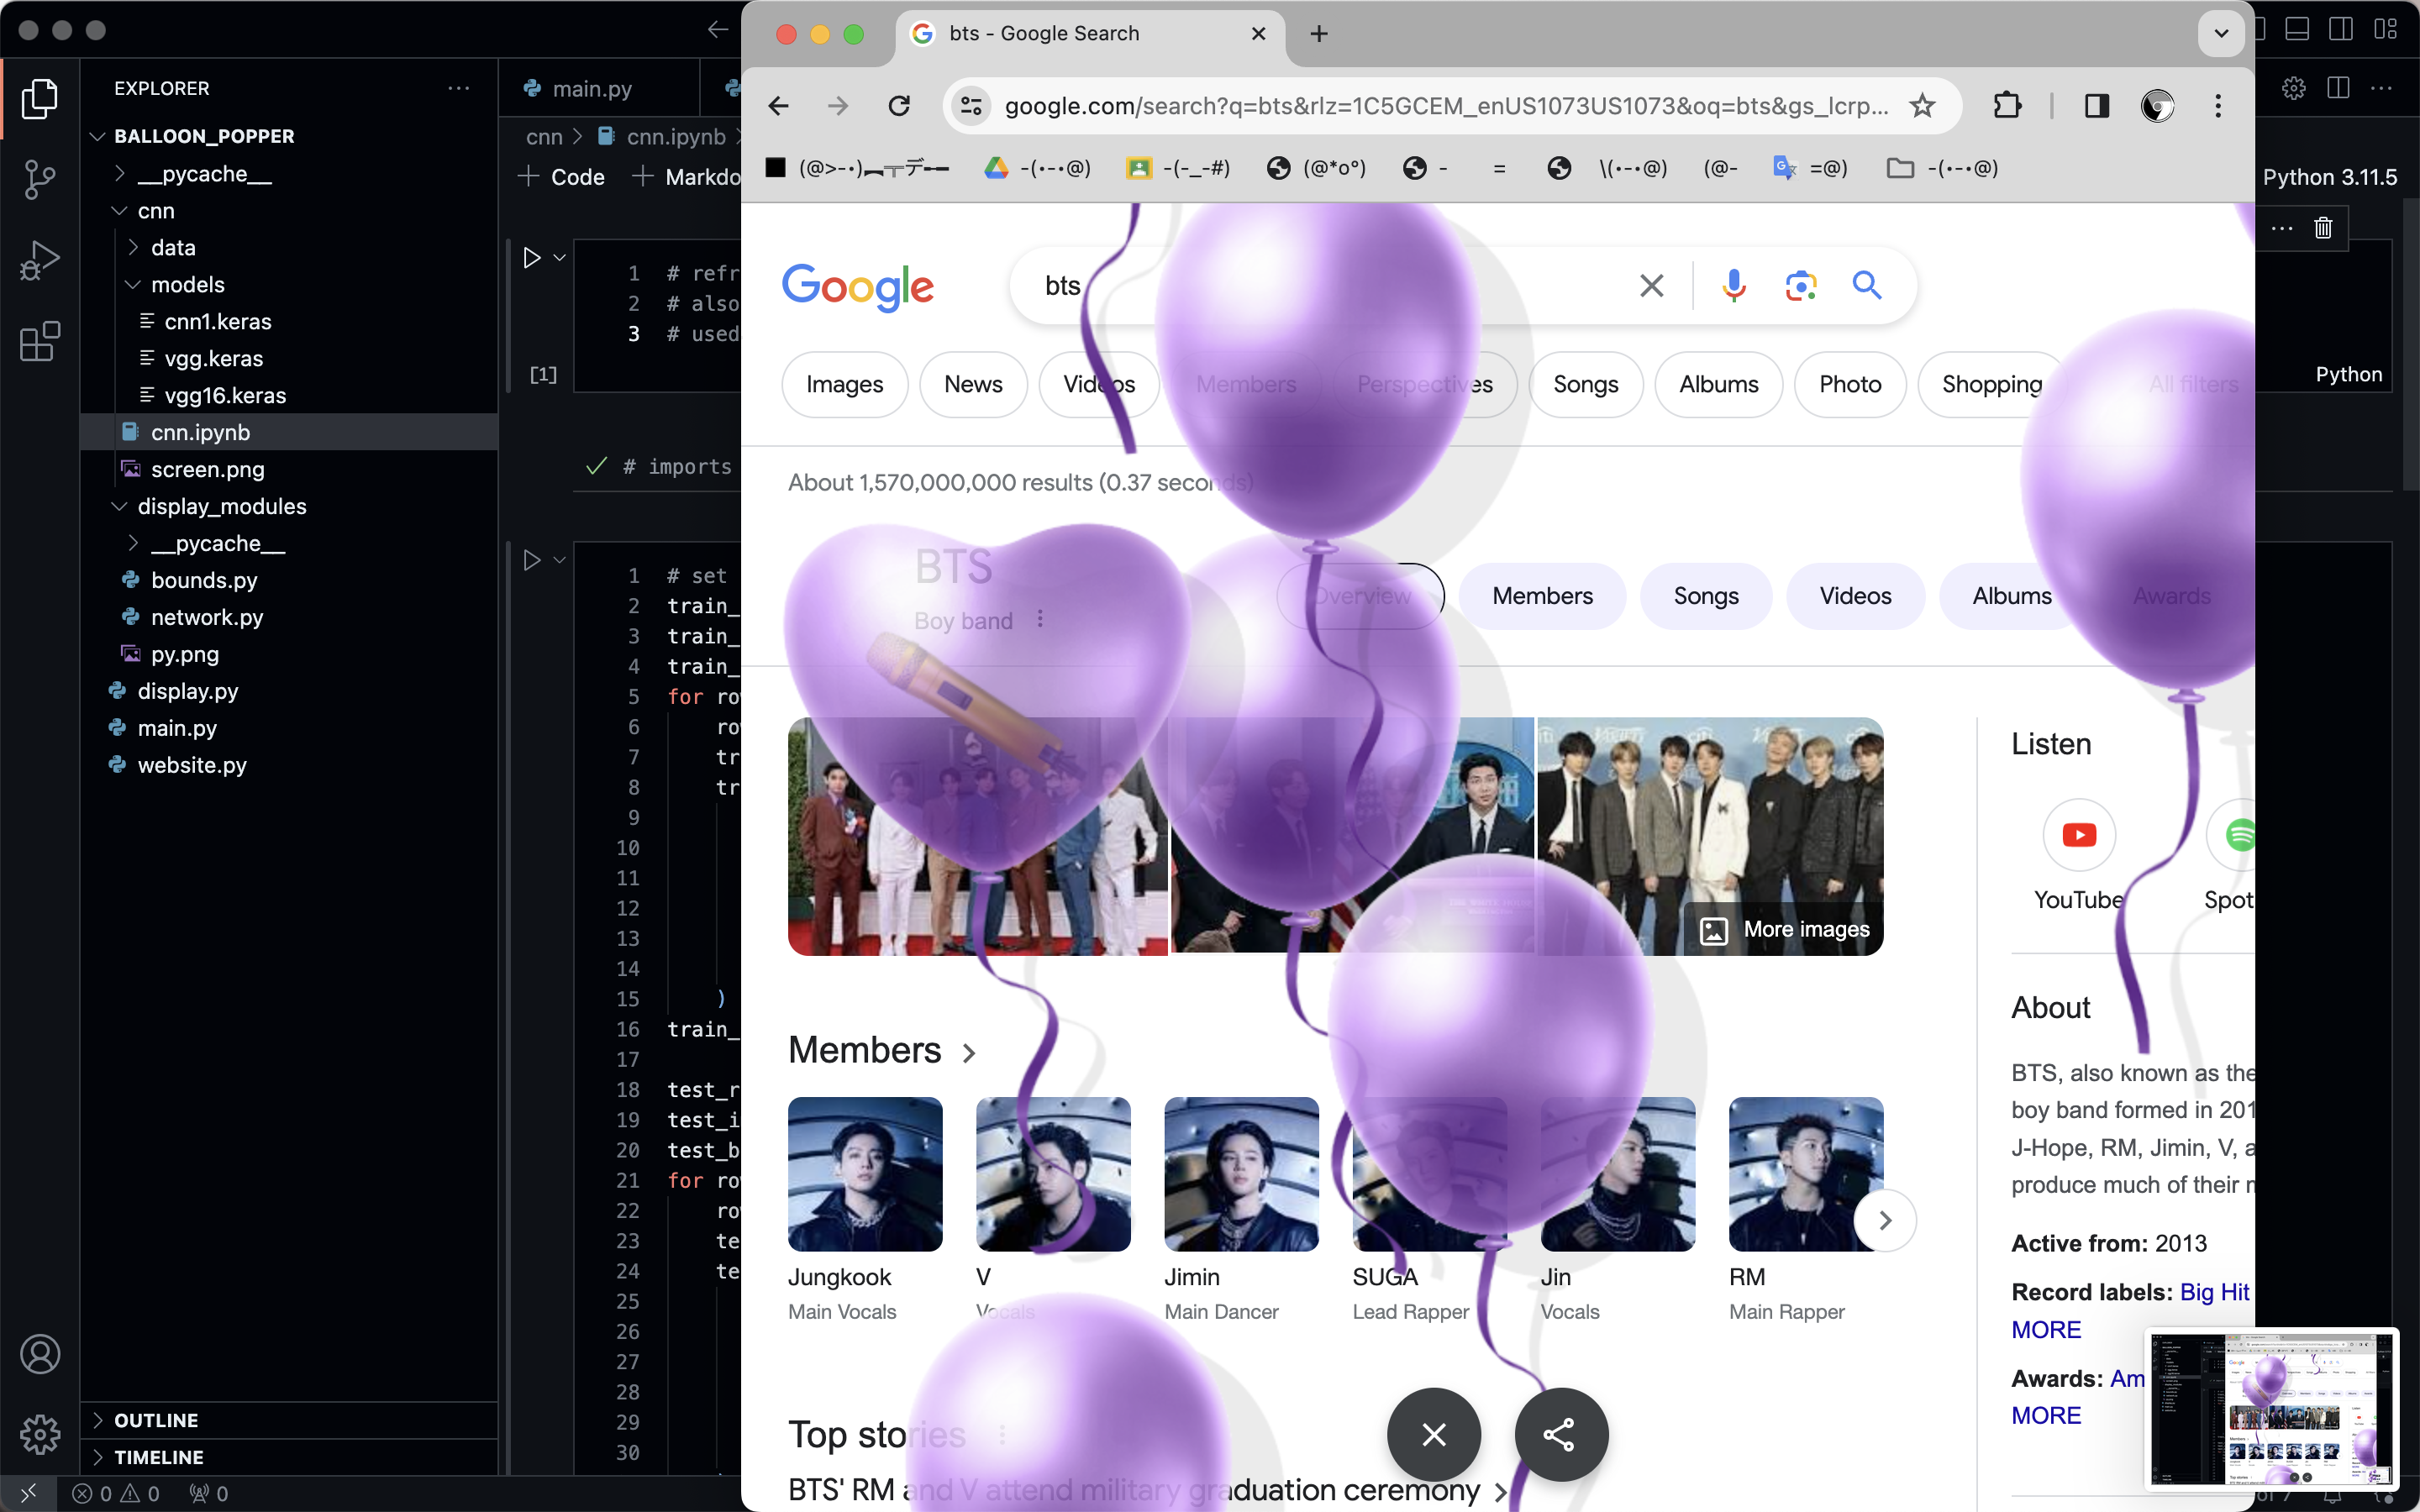 EXPLORER
BALLOON_POPPER
__pycache__
cnn
data
models
cnn1.keras
vgg.keras
vgg16.keras
cnn.ipynb
screen.png
display_modules
__pycache__
bounds.py
network.py
py.png
display.py
main.py
website.py
OUTLINE
TIMELINE
0 0 0
main.py
cnn > cnn.ipynb >
+ Code + Markdo
1 # refr
2 # also
3 # used
[1]
# imports
1 # set
2 train_
3 train_
4 train_
5 for ro
6 ro
7 tr
8 tr
9
10
11
12
13
14
15 )
16 train_
17
18 test_r
19 test_i
20 test_b
21 for ro
22 ro
23 te
24 te
25
26
27
28
29
30
Python 3.11.5
Python
bts - Google Search
google.com/search?q=bts&rlz=1C5GCEM_enUS1073US1073&oq=bts&gs_lcrp...
(@>-•)︻╦デ╾━ -(•-•@) -(-_-#) (@*o°) - = \(•-•@) (@- =@) -(•-•@)
Google
bts
Images News Videos Members Perspectives Songs Albums Photo Shopping All filters
About 1,570,000,000 results (0.37 seconds)
BTS
Boy band
Overview Members Songs Videos Albums Awards
More images
Members >
Jungkook
Main Vocals
V
Vocals
Jimin
Main Dancer
SUGA
Lead Rapper
Jin
Vocals
RM
Main Rapper
Top stories
BTS' RM and V attend military graduation ceremony >
Listen
YouTube Spot
About
BTS, also known as the
boy band formed in 201
J-Hope, RM, Jimin, V, a
produce much of their
Active from: 2013
Record labels: Big Hit
MORE
Awards: Am
MORE
of 7